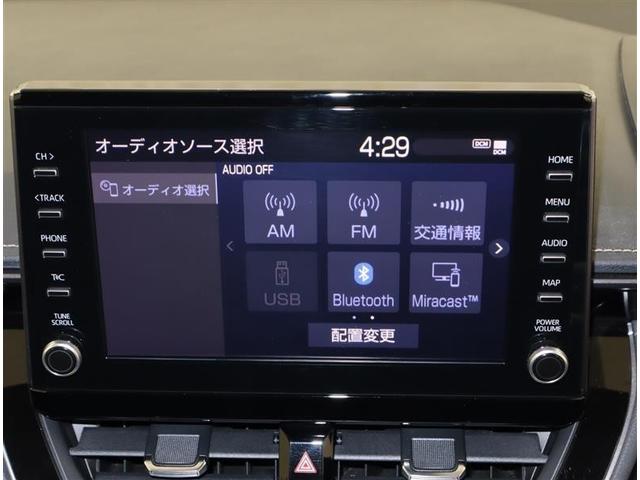 オーディオソース選択
4:29
DCM
DCM
オーディオ選択
AUDIO OFF
AM
FM
交通情報
USB
Bluetooth
Miracast™
配置変更
CH >
< TRACK
PHONE
T×C
TUNE
SCROLL
HOME
MENU
AUDIO
MAP
POWER
VOLUME